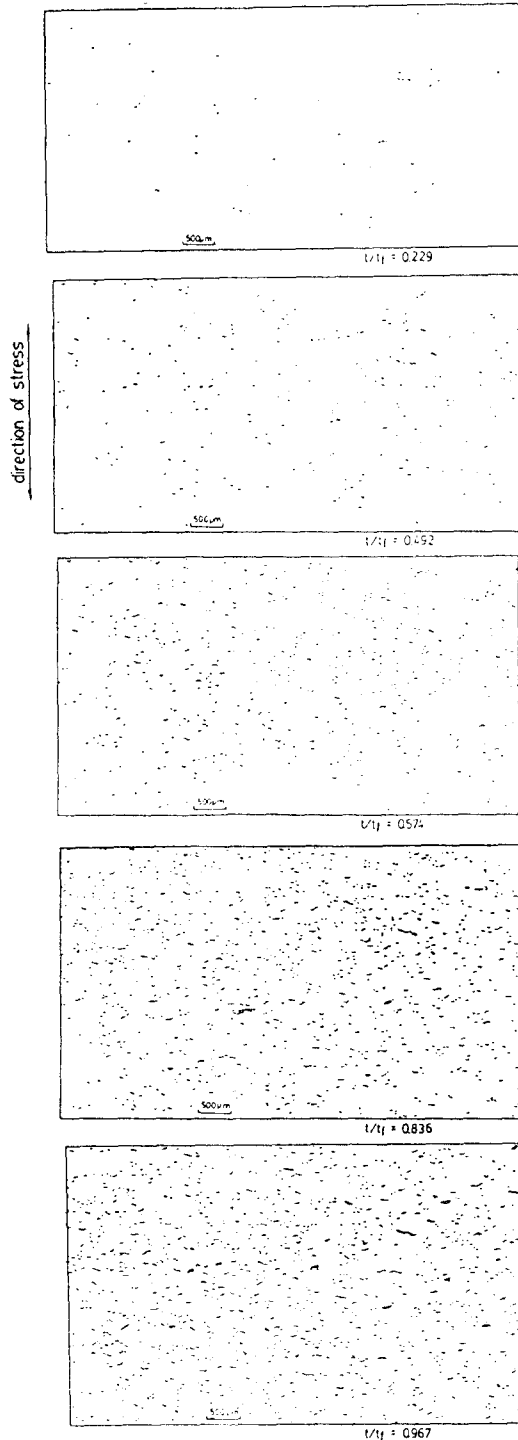 500µm
t/tf = 0.229
direction of stress
500µm
t/tf = 0.492
500µm
t/tf = 0.574
500µm
t/tf = 0.836
500µm
t/tf = 0.967